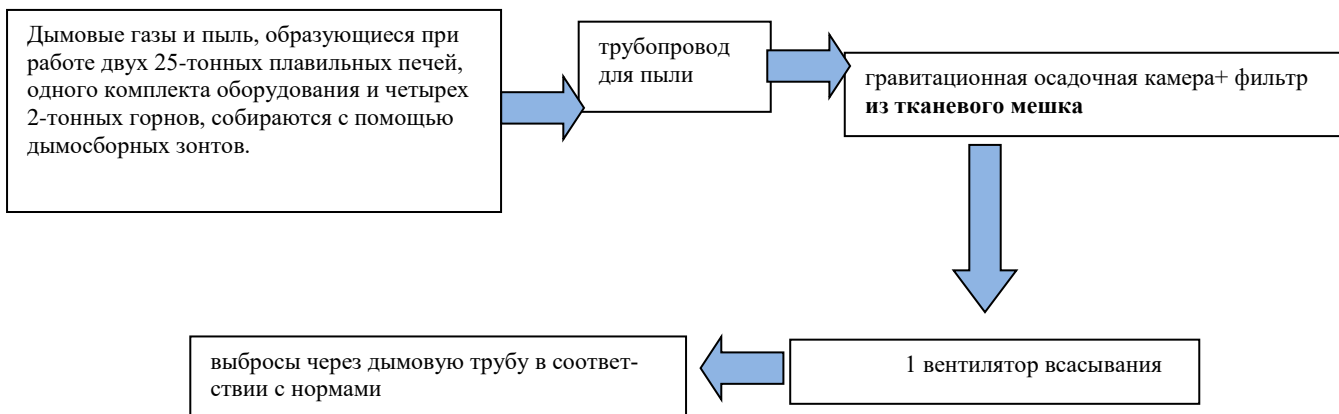 Дымовые газы и пыль, образующиеся при
работе двух 25-тонных плавильных печей,
одного комплекта оборудования и четырех
2-тонных горнов, собираются с помощью
дымосборных зонтов.
трубопровод
для пыли
гравитационная осадочная камера+ фильтр
из тканевого мешка
1 вентилятор всасывания
выбросы через дымовую трубу в соответ-
ствии с нормами